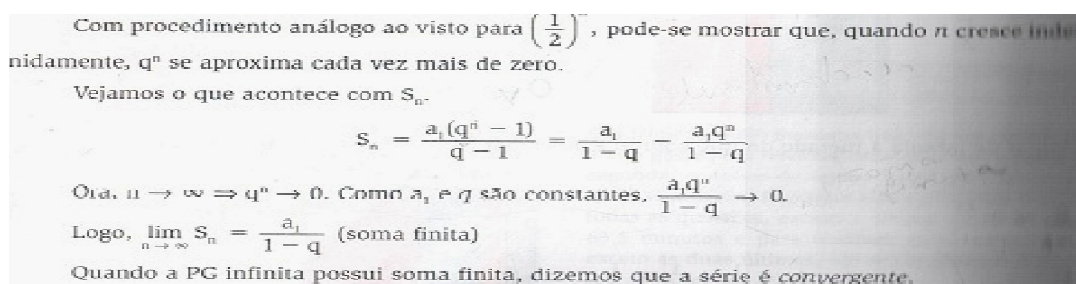 Com procedimento análogo ao visto para (1/2)ⁿ, pode-se mostrar que, quando n cresce
nidamente, qⁿ se aproxima cada vez mais de zero.
Vejamos o que acontece com Sₙ.
Sₙ = a₁(qⁿ − 1)/(q − 1) = a₁/(1 − q) − a₁qⁿ/(1 − q)
Ora, n → ∞ ⇒ qⁿ → 0. Como a₁ e q são constantes, a₁qⁿ/(1 − q) → 0.
Logo, lim n→∞ Sₙ = a₁/(1 − q) (soma finita)
Quando a PG infinita possui soma finita, dizemos que a série é convergente.